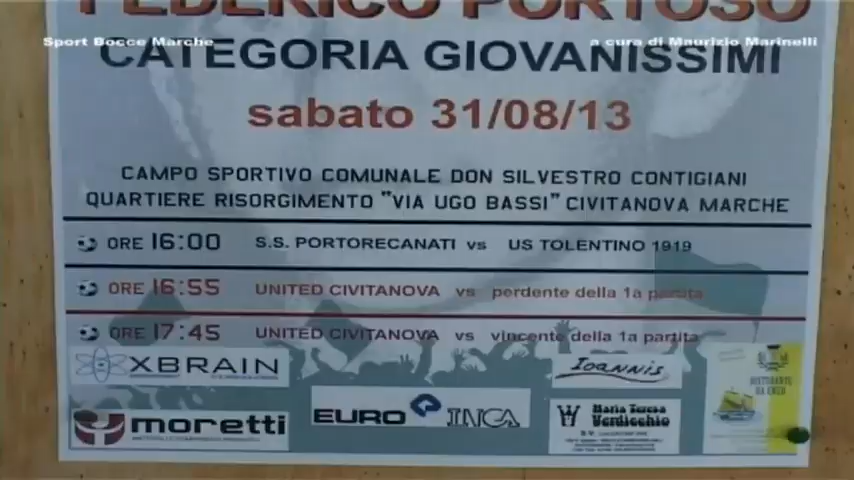 FEDERICO PORTOSO
Sport Bocce Marche
a cura di Maurizio Marinelli
CATEGORIA GIOVANISSIMI
sabato 31/08/13
CAMPO SPORTIVO COMUNALE DON SILVESTRO CONTIGIANI
QUARTIERE RISORGIMENTO "VIA UGO BASSI" CIVITANOVA MARCHE
ORE 16:00 S.S. PORTORECANATI vs US TOLENTINO 1919
ORE 16:55 UNITED CIVITANOVA vs perdente della 1a partita
ORE 17:45 UNITED CIVITANOVA vs vincente della 1a partita
XBRAIN
Ioannis
RISTORANTE
DA ENZO
moretti
EURO INCA
Maria Teresa
Verdicchio